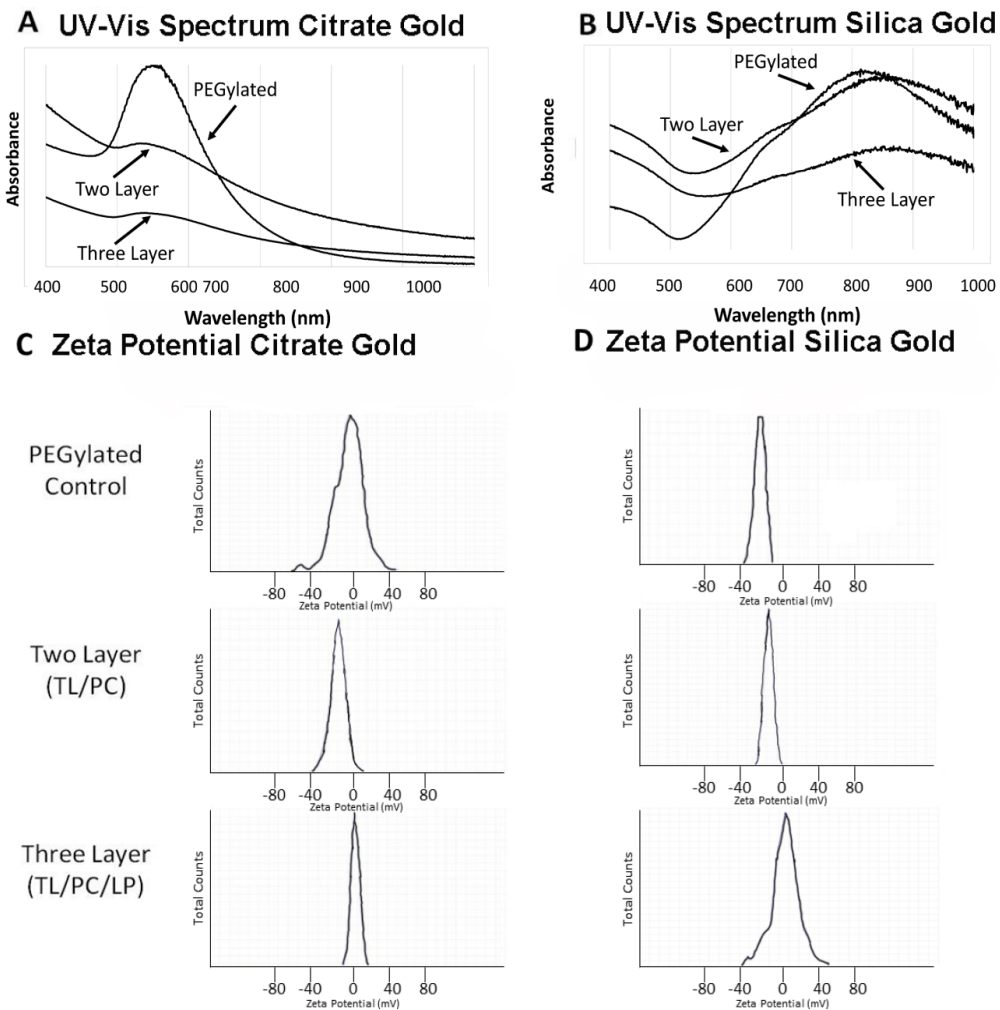 A UV-Vis Spectrum Citrate Gold
Absorbance
PEGylated
Two Layer
Three Layer
400 500 600 700 800 900 1000
Wavelength (nm)
B UV-Vis Spectrum Silica Gold
Absorbance
PEGylated
Two Layer
Three Layer
400 500 600 700 800 900 1000
Wavelength (nm)
C Zeta Potential Citrate Gold
D Zeta Potential Silica Gold
PEGylated
Control
Total Counts
-80 -40 0 40 80
Zeta Potential (mV)
Total Counts
-80 -40 0 40 80
Zeta Potential (mV)
Two Layer
(TL/PC)
Total Counts
-80 -40 0 40 80
Zeta Potential (mV)
Total Counts
-80 -40 0 40 80
Zeta Potential (mV)
Three Layer
(TL/PC/LP)
Total Counts
-80 -40 0 40 80
Zeta Potential (mV)
Total Counts
-80 -40 0 40 80
Zeta Potential (mV)